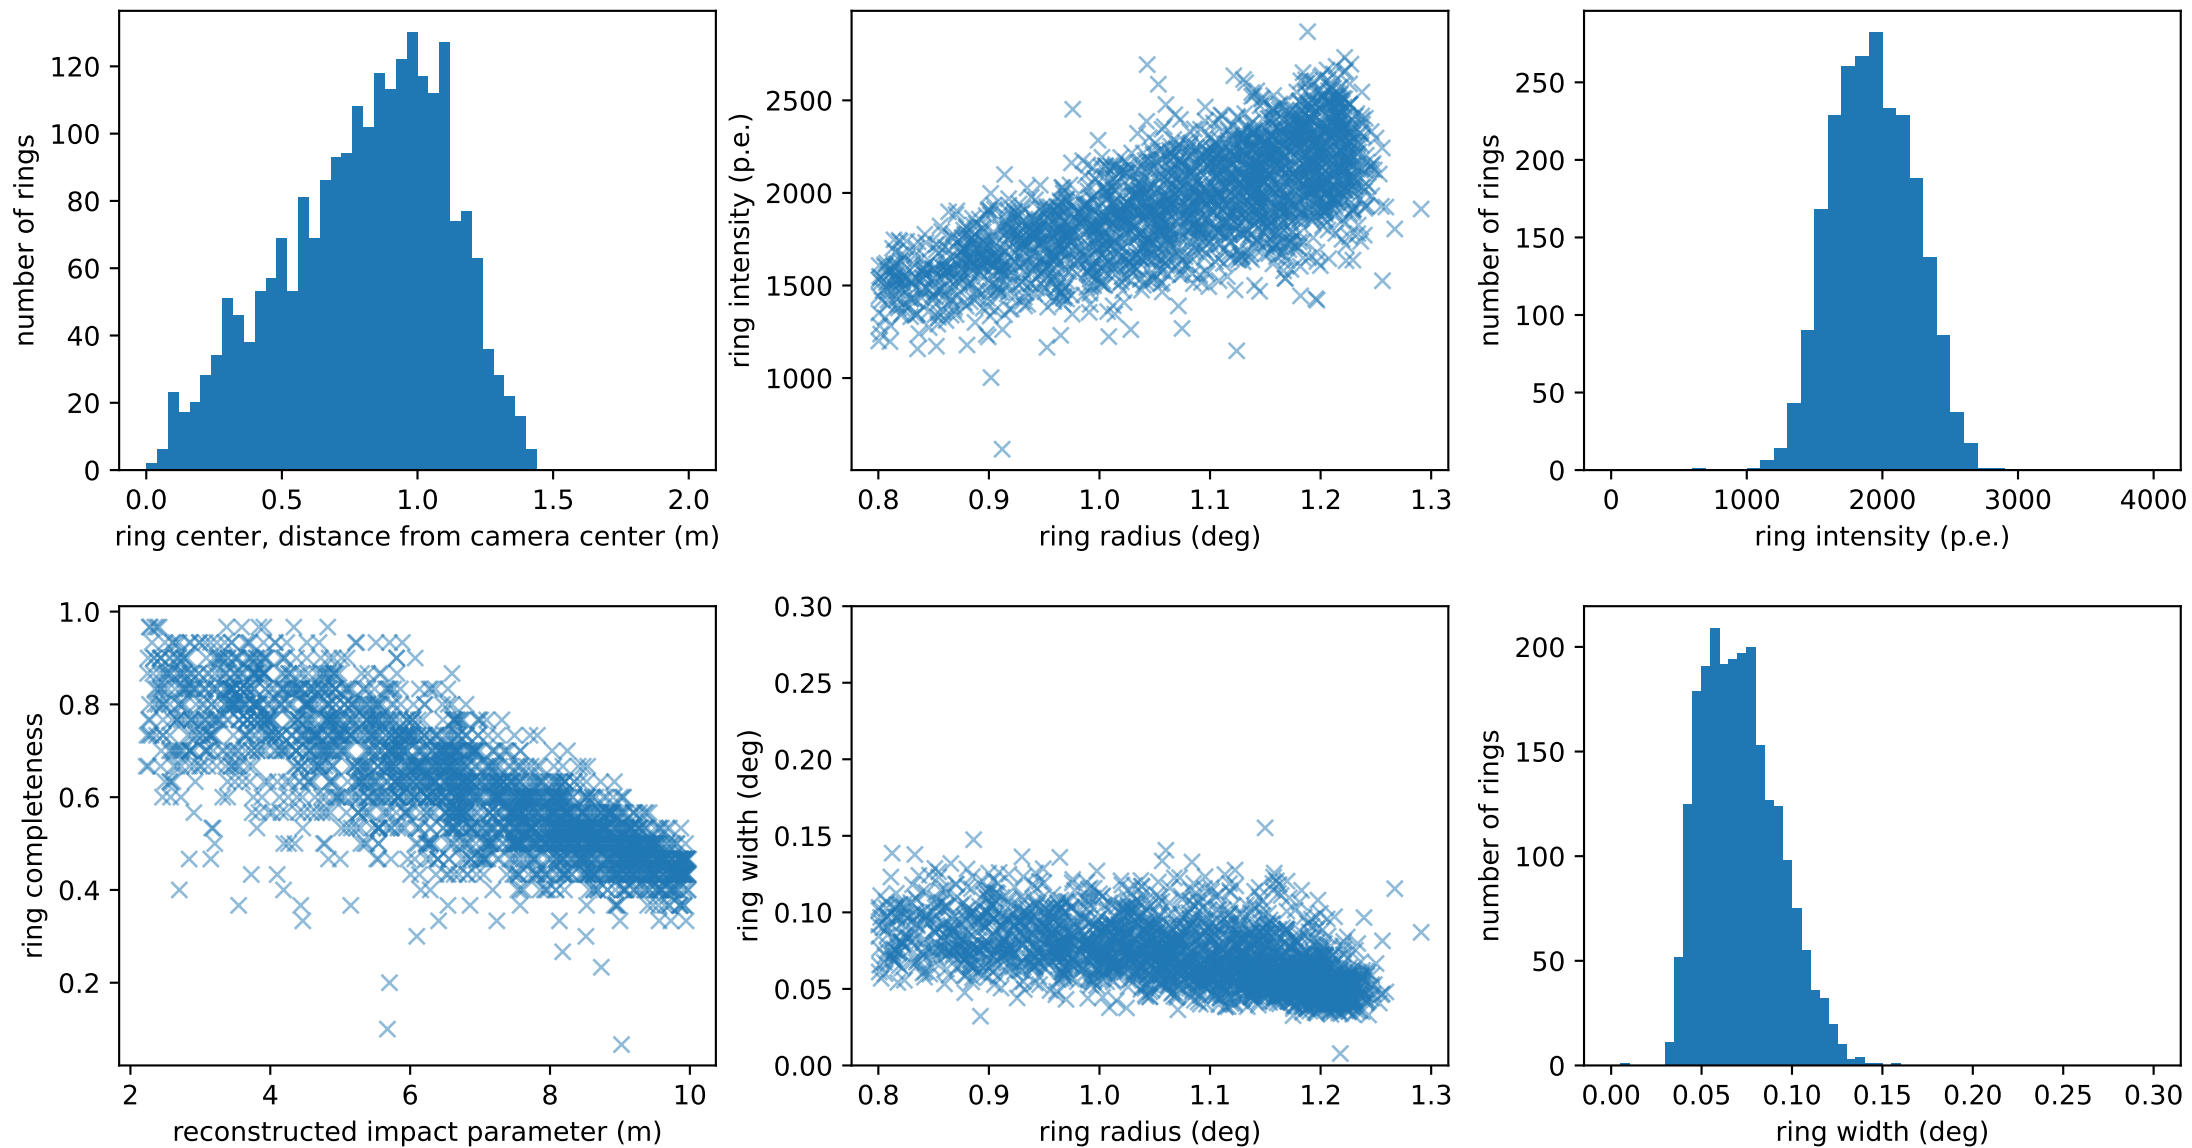 120
100
80
60
40
20
0
number of rings
0.0 0.5 1.0 1.5 2.0
ring center, distance from camera center (m)
2500
2000
1500
1000
ring intensity (p.e.)
0.8 0.9 1.0 1.1 1.2 1.3
ring radius (deg)
250
200
150
100
50
0
number of rings
0 1000 2000 3000 4000
ring intensity (p.e.)
1.0
0.8
0.6
0.4
0.2
ring completeness
2 4 6 8 10
reconstructed impact parameter (m)
0.30
0.25
0.20
0.15
0.10
0.05
0.00
ring width (deg)
0.8 0.9 1.0 1.1 1.2 1.3
ring radius (deg)
200
150
100
50
0
number of rings
0.00 0.05 0.10 0.15 0.20 0.25 0.30
ring width (deg)